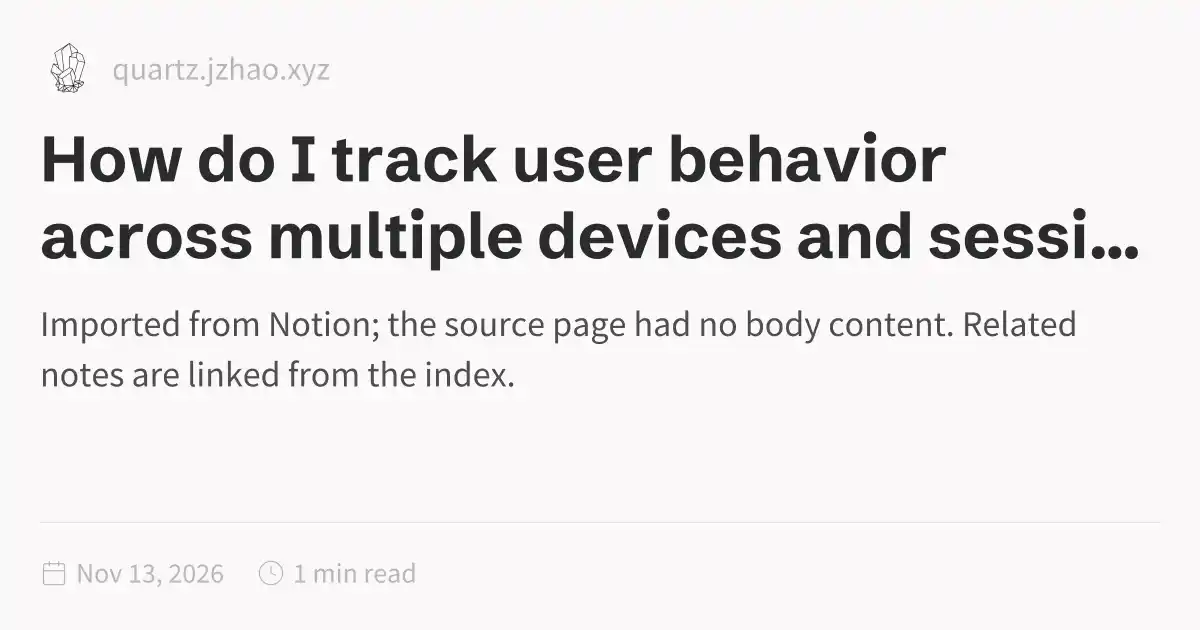 quartz.jzhao.xyz
How do I track user behavior
across multiple devices and sessi...
Imported from Notion; the source page had no body content. Related
notes are linked from the index.
Nov 13, 2026 1 min read